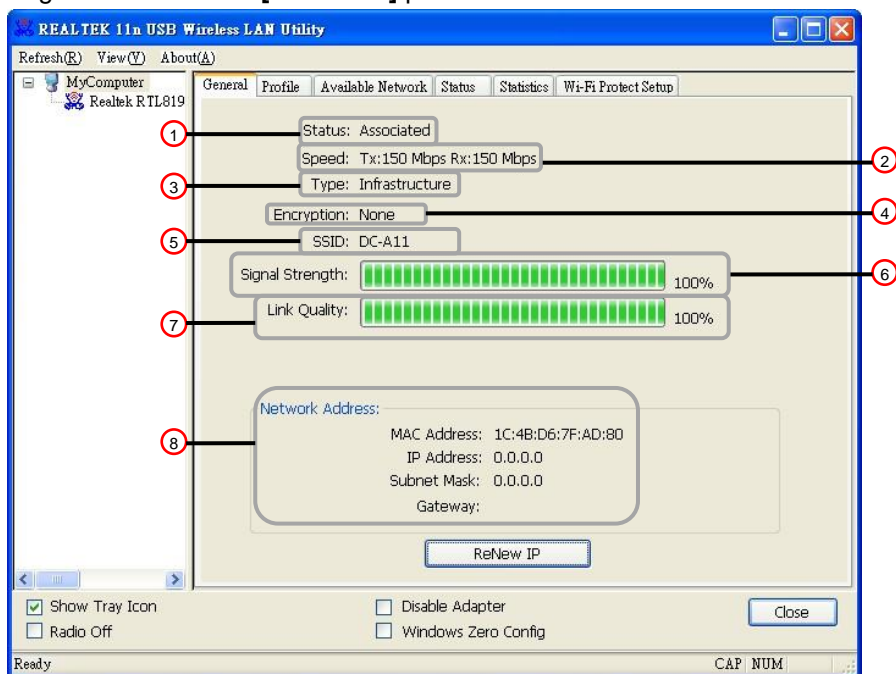 REALTEK 11n USB Wireless LAN Utility
Refresh(R) View(V) About(A)
MyComputer
Realtek RTL819
General Profile Available Network Status Statistics Wi-Fi Protect Setup
1 Status: Associated
Speed: Tx:150 Mbps Rx:150 Mbps 2
3 Type: Infrastructure
Encryption: None 4
5 SSID: DC-A11
Signal Strength: 100% 6
7 Link Quality: 100%
Network Address:
8 MAC Address: 1C:4B:D6:7F:AD:80
IP Address: 0.0.0.0
Subnet Mask: 0.0.0.0
Gateway:
ReNew IP
Show Tray Icon Disable Adapter Close
Radio Off Windows Zero Config
Ready CAP NUM